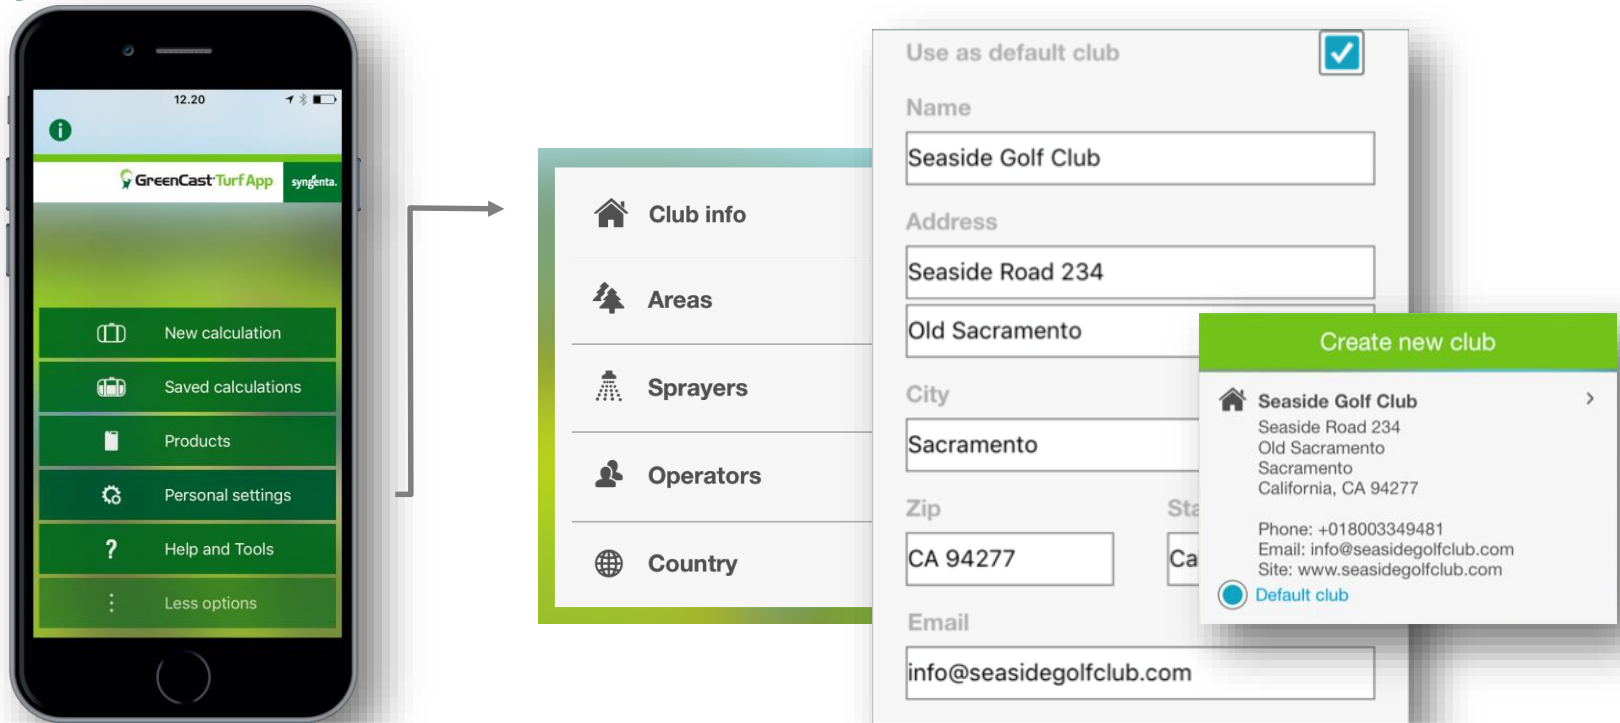 12.20
GreenCast Turf App
syngenta.
New calculation
Saved calculations
Products
Personal settings
Help and Tools
Less options
Club info
Areas
Sprayers
Operators
Country
Use as default club
Name
Seaside Golf Club
Address
Seaside Road 234
Old Sacramento
City
Sacramento
Zip
Sta
CA 94277
Ca
Email
info@seasidegolfclub.com
Create new club
Seaside Golf Club
Seaside Road 234
Old Sacramento
Sacramento
California, CA 94277
Phone: +018003349481
Email: info@seasidegolfclub.com
Site: www.seasidegolfclub.com
Default club